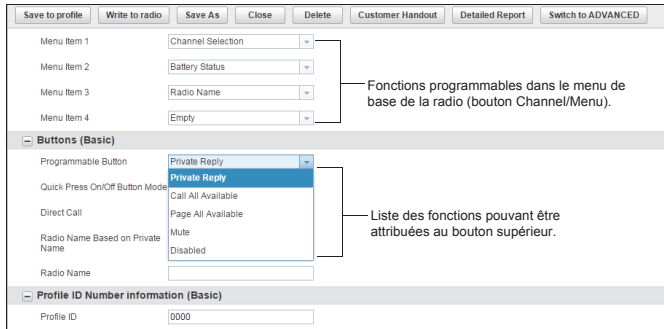 Save to profile Write to radio Save As Close Delete Customer Handout Detailed Report Switch to ADVANCED
Menu Item 1 Channel Selection
Menu Item 2 Battery Status
Menu Item 3 Radio Name
Menu Item 4 Empty
Fonctions programmables dans le menu de
base de la radio (bouton Channel/Menu).
Buttons (Basic)
Programmable Button Private Reply
Private Reply
Quick Press On/Off Button Mode
Call All Available
Direct Call Page All Available
Mute
Radio Name Based on Private
Name
Disabled
Liste des fonctions pouvant être
attribuées au bouton supérieur.
Radio Name
Profile ID Number information (Basic)
Profile ID 0000